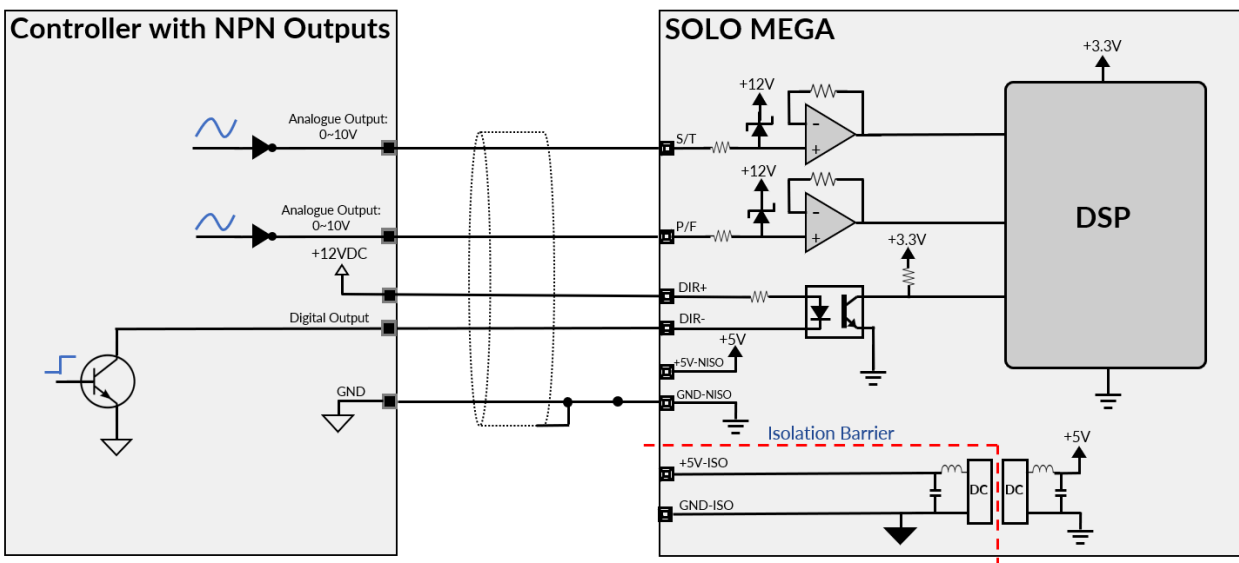 Controller with NPN Outputs
SOLO MEGA
+3.3V
+12V
Analogue Output:
0~10V
S/T
-
+
+12V
Analogue Output:
0~10V
P/F
-
+
DSP
+3.3V
+12VDC
DIR+
Digital Output
DIR-
+5V
+5V-NISO
GND
GND-NISO
Isolation Barrier
+5V
+5V-ISO
DC
DC
GND-ISO